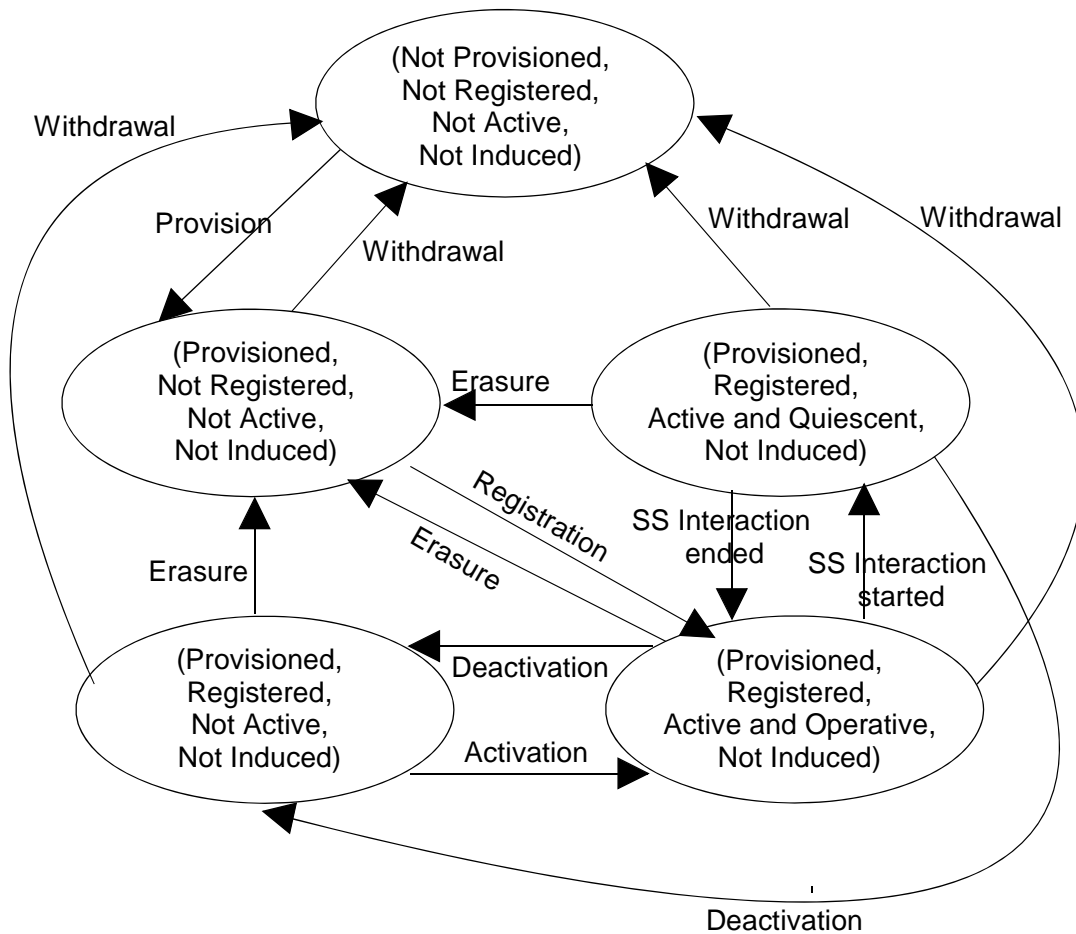 (Not Provisioned,
Not Registered,
Not Active,
Not Induced)
Withdrawal
Provision
Withdrawal
Withdrawal
Withdrawal
(Provisioned,
Not Registered,
Not Active,
Not Induced)
Erasure
(Provisioned,
Registered,
Active and Quiescent,
Not Induced)
Registration
Erasure
SS Interaction
ended
SS Interaction
started
Erasure
(Provisioned,
Registered,
Not Active,
Not Induced)
Deactivation
Activation
(Provisioned,
Registered,
Active and Operative,
Not Induced)
Deactivation